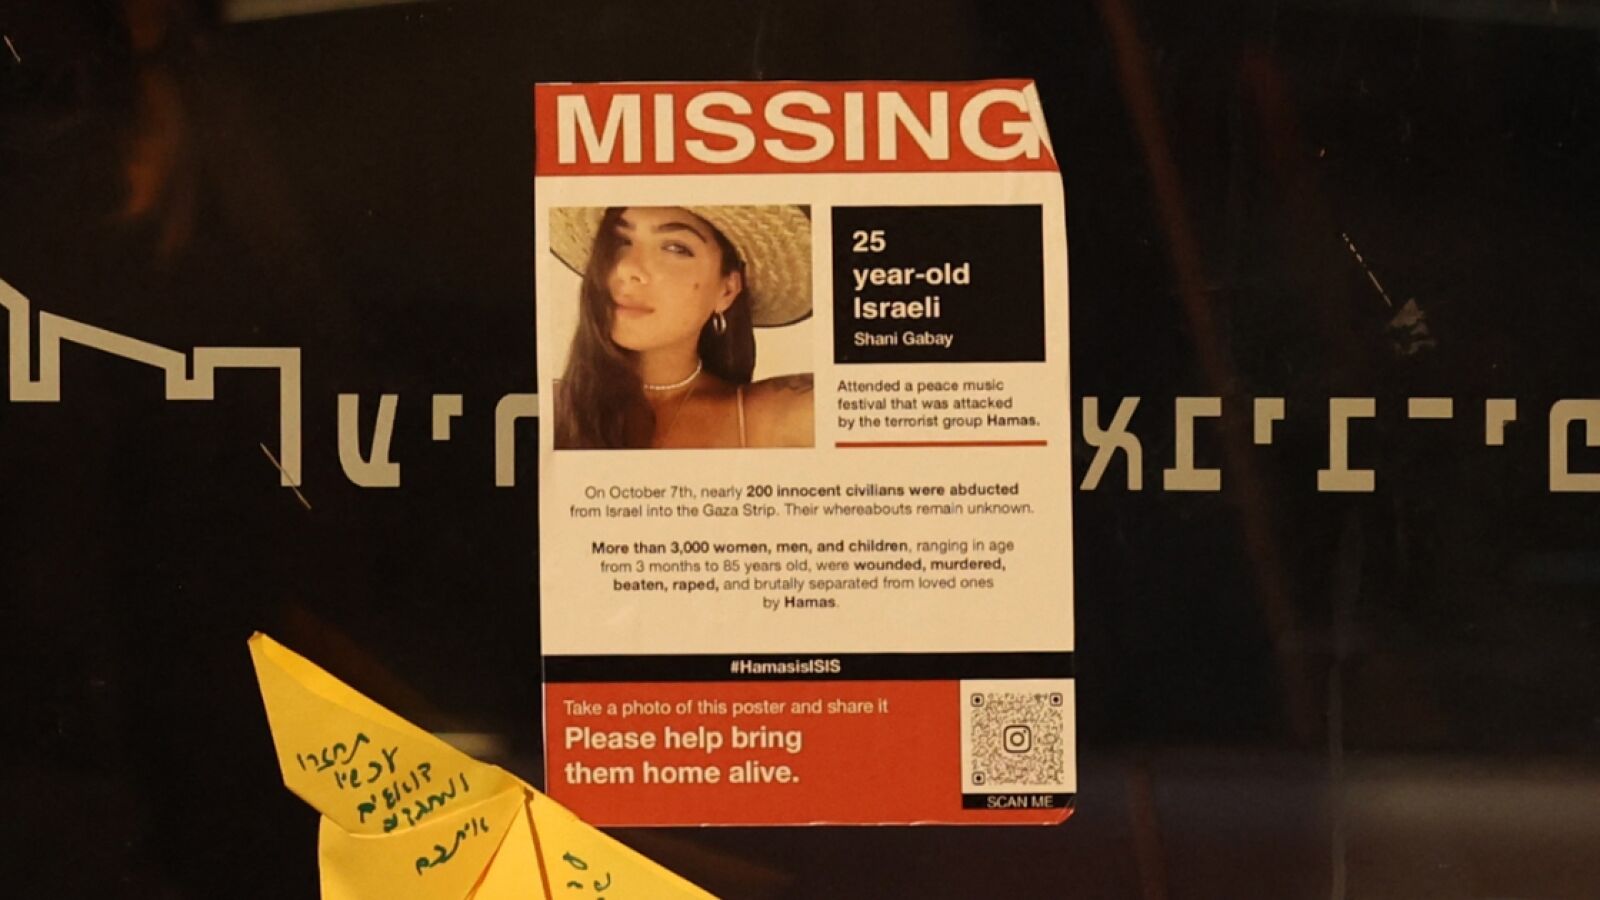 MISSING
25
year-old
Israeli
Shani Gabay
Attended a peace music
festival that was attacked
by the terrorist group Hamas.
On October 7th, nearly 200 innocent civilians were abducted
from Israel into the Gaza Strip. Their whereabouts remain unknown.
More than 3,000 women, men, and children, ranging in age
from 3 months to 85 years old, were wounded, murdered,
beaten, raped, and brutally separated from loved ones
by Hamas.
#HamasisISIS
Take a photo of this poster and share it
Please help bring
them home alive.
SCAN ME
תחזרו
עכשיו
דואגים
אתכם